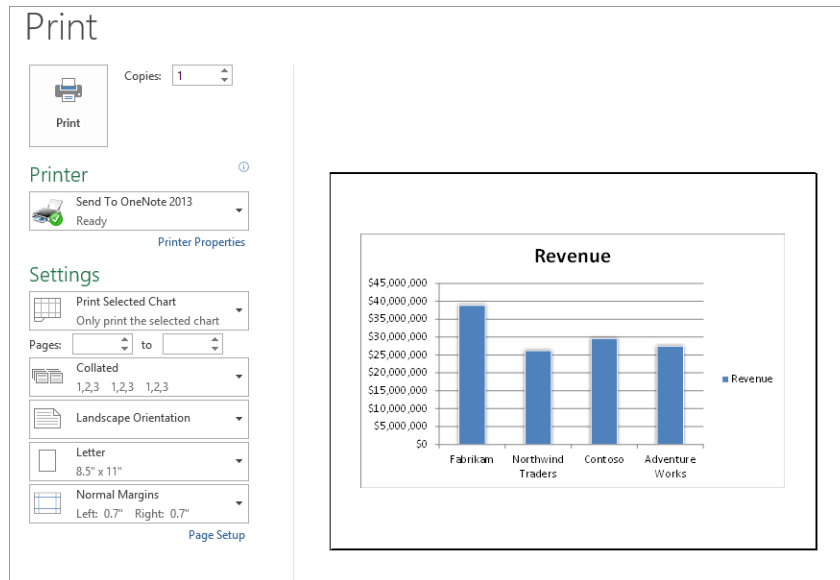 Print
Copies: 1
Print
Printer
Send To OneNote 2013
Ready
Printer Properties
Settings
Print Selected Chart
Only print the selected chart
Pages: to
Collated
1,2,3 1,2,3 1,2,3
Landscape Orientation
Letter
8.5" x 11"
Normal Margins
Left: 0.7" Right: 0.7"
Page Setup
Revenue
$45,000,000
$40,000,000
$35,000,000
$30,000,000
$25,000,000
$20,000,000
$15,000,000
$10,000,000
$5,000,000
$0
Fabrikam Northwind Traders Contoso Adventure Works
Revenue